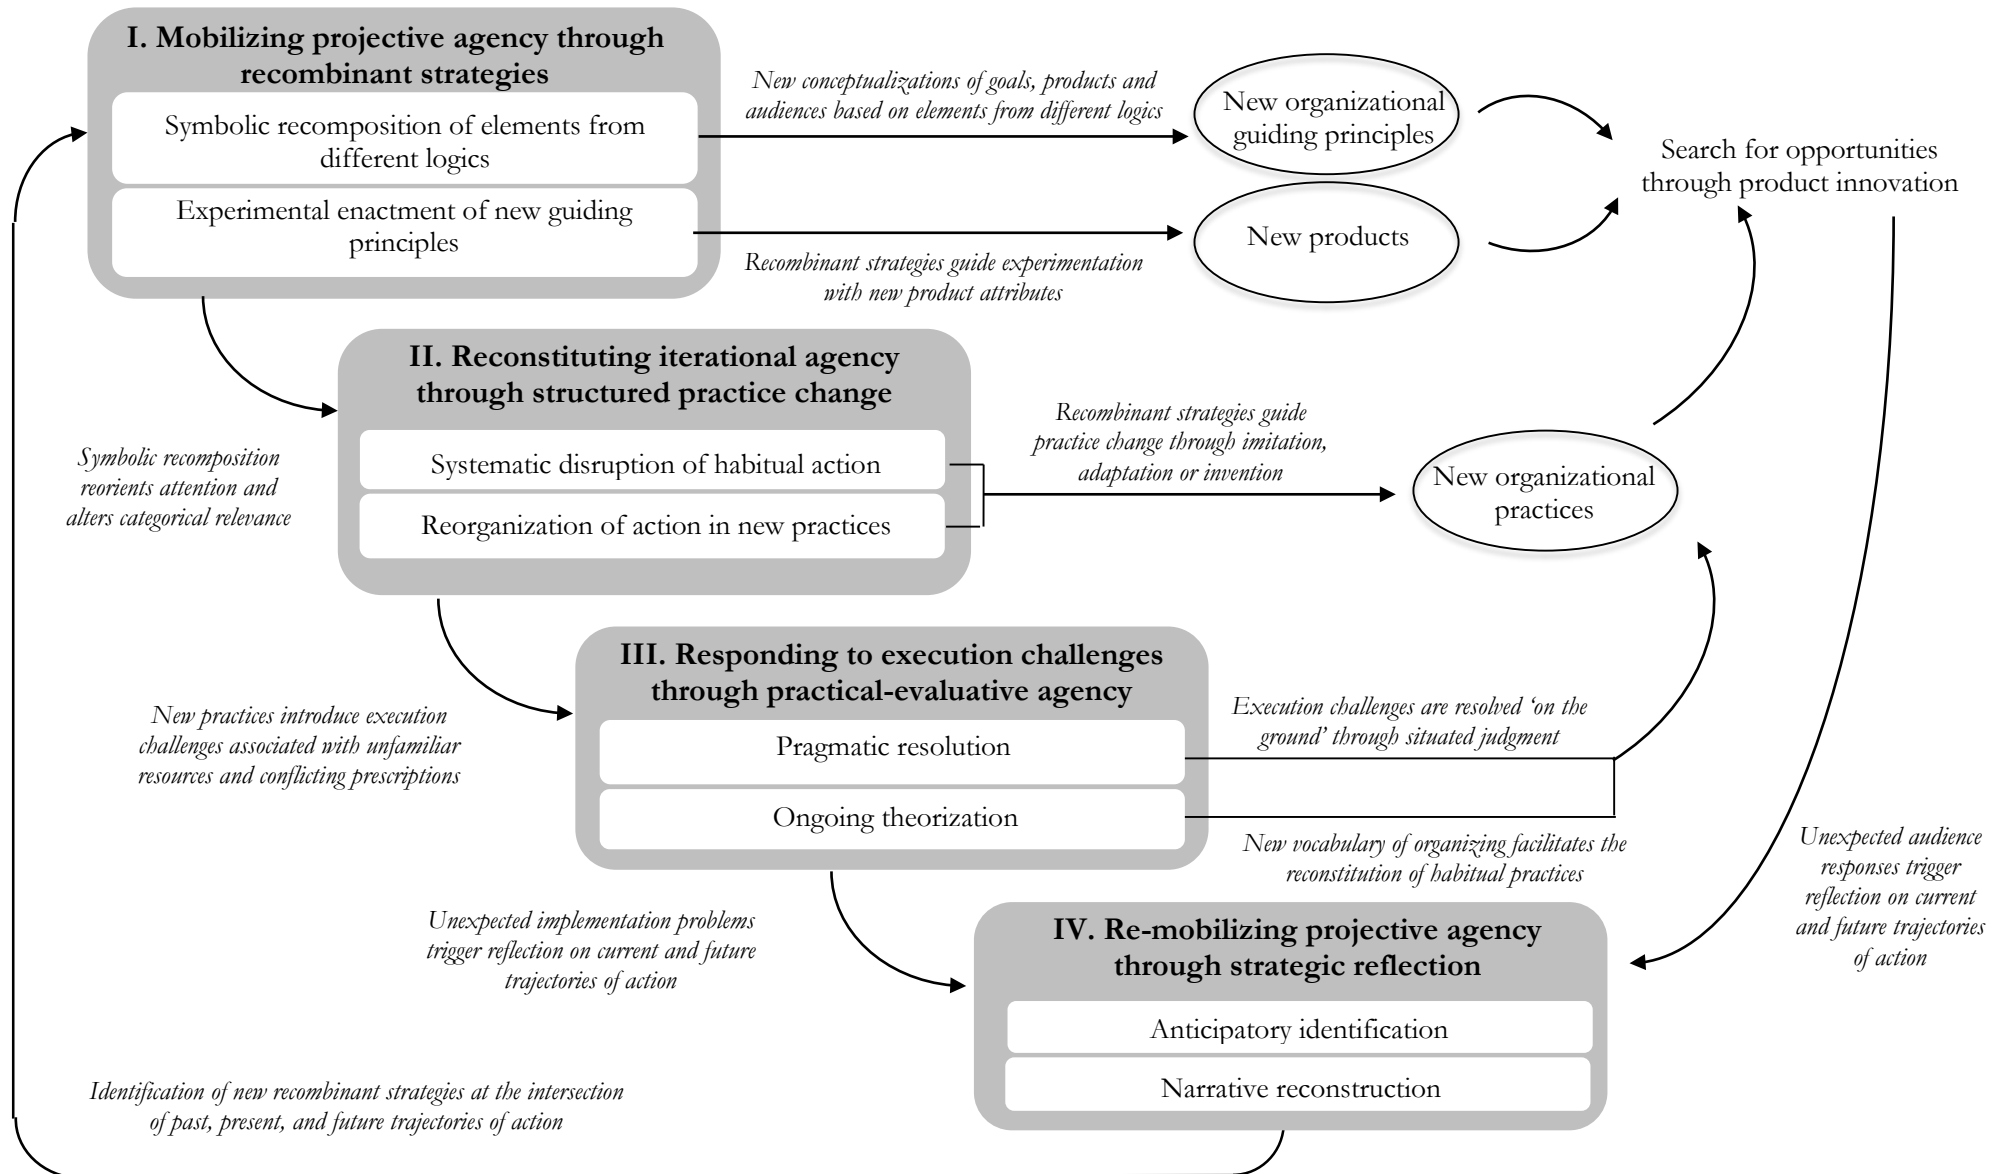 I. Mobilizing projective agency through
recombinant strategies
Symbolic recomposition of elements from
different logics
Experimental enactment of new guiding
principles
New conceptualizations of goals, products and
audiences based on elements from different logics
Recombinant strategies guide experimentation
with new product attributes
New organizational
guiding principles
New products
Search for opportunities
through product innovation
II. Reconstituting iterational agency
through structured practice change
Systematic disruption of habitual action
Reorganization of action in new practices
Symbolic recomposition
reorients attention and
alters categorical relevance
Recombinant strategies guide
practice change through imitation,
adaptation or invention
New organizational
practices
III. Responding to execution challenges
through practical-evaluative agency
Pragmatic resolution
Ongoing theorization
New practices introduce execution
challenges associated with unfamiliar
resources and conflicting prescriptions
Execution challenges are resolved ‘on the
ground’ through situated judgment
New vocabulary of organizing facilitates the
reconstitution of habitual practices
Unexpected audience
responses trigger
reflection on current
and future trajectories
of action
Unexpected implementation problems
trigger reflection on current and future
trajectories of action
IV. Re-mobilizing projective agency
through strategic reflection
Anticipatory identification
Narrative reconstruction
Identification of new recombinant strategies at the intersection
of past, present, and future trajectories of action